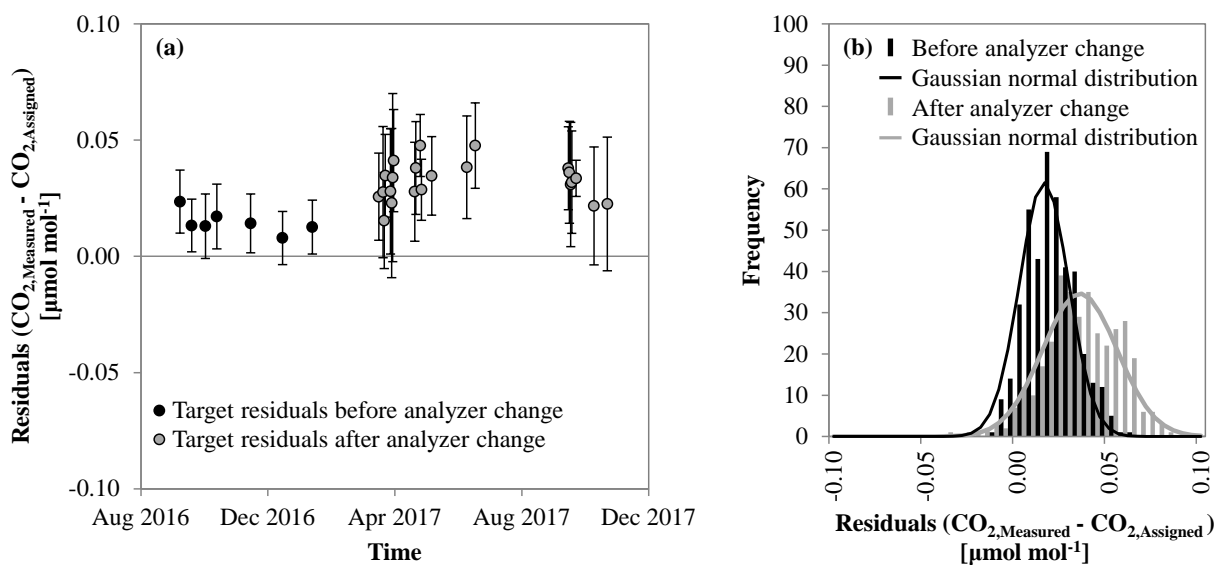 (a)
Residuals (CO2,Measured - CO2,Assigned)
[µmol mol-1]
0.10
0.05
0.00
-0.05
-0.10
Target residuals before analyzer change
Target residuals after analyzer change
Aug 2016
Dec 2016
Apr 2017
Aug 2017
Dec 2017
Time
(b)
Before analyzer change
Gaussian normal distribution
After analyzer change
Gaussian normal distribution
Frequency
100
90
80
70
60
50
40
30
20
10
0
-0.10
-0.05
0.00
0.05
0.10
Residuals (CO2,Measured - CO2,Assigned)
[µmol mol-1]